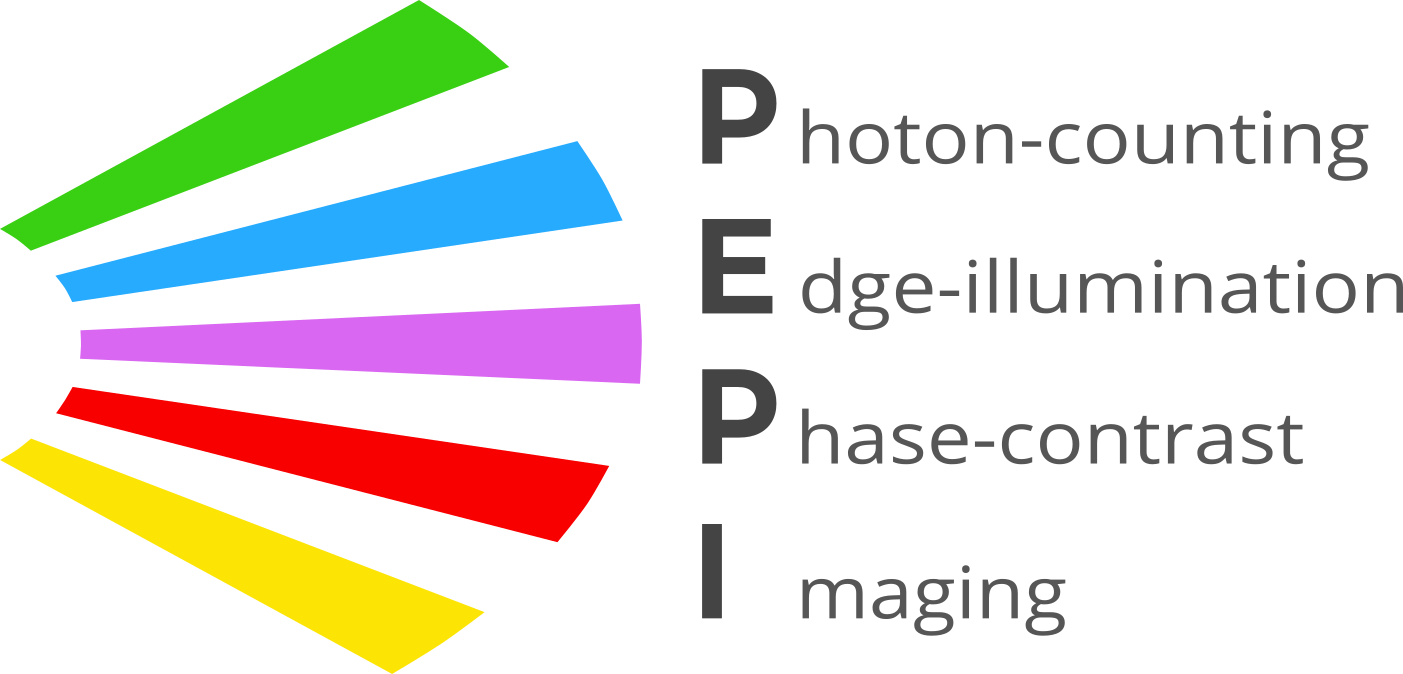 Photon-counting
Edge-illumination
Phase-contrast
Imaging